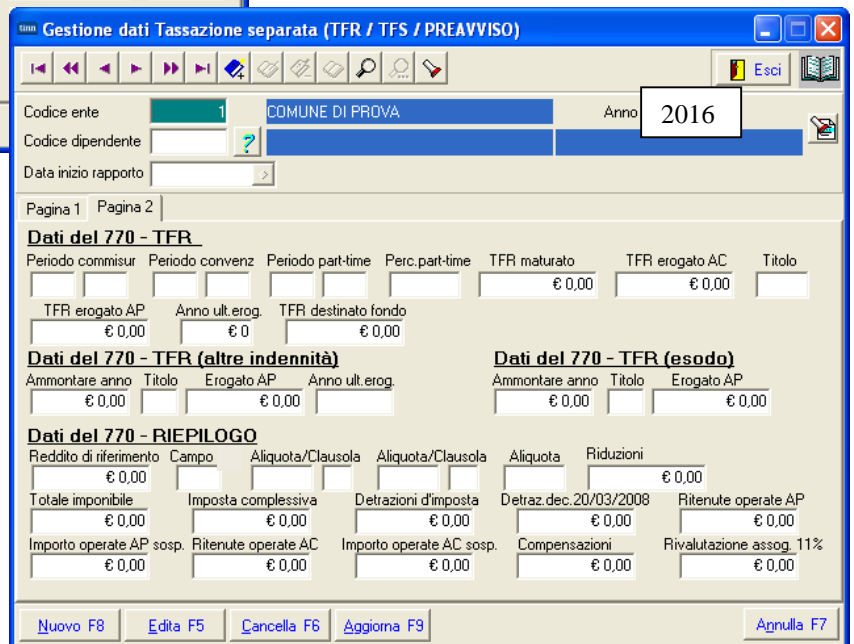 tinn Gestione dati Tassazione separata (TFR / TFS / PREAVVISO)
Esci
Codice ente 1 COMUNE DI PROVA Anno 2016
Codice dipendente ?
Data inizio rapporto >
Pagina 1 Pagina 2
Dati del 770 - TFR
Periodo commisur Periodo convenz Periodo part-time Perc.part-time TFR maturato TFR erogato AC Titolo
€ 0,00 € 0,00
TFR erogato AP Anno ult.erog. TFR destinato fondo
€ 0,00 € 0 € 0,00
Dati del 770 - TFR (altre indennità) Dati del 770 - TFR (esodo)
Ammontare anno Titolo Erogato AP Anno ult.erog. Ammontare anno Titolo Erogato AP
€ 0,00 € 0,00 € 0,00 € 0,00
Dati del 770 - RIEPILOGO
Reddito di riferimento Campo Aliquota/Clausola Aliquota/Clausola Aliquota Riduzioni
€ 0,00 € 0,00
Totale imponibile Imposta complessiva Detrazioni d'imposta Detraz.dec.20/03/2008 Ritenute operate AP
€ 0,00 € 0,00 € 0,00 € 0,00 € 0,00
Importo operate AP sosp. Ritenute operate AC Importo operate AC sosp. Compensazioni Rivalutazione assog. 11%
€ 0,00 € 0,00 € 0,00 € 0,00 € 0,00
Nuovo F8 Edita F5 Cancella F6 Aggiorna F9 Annulla F7